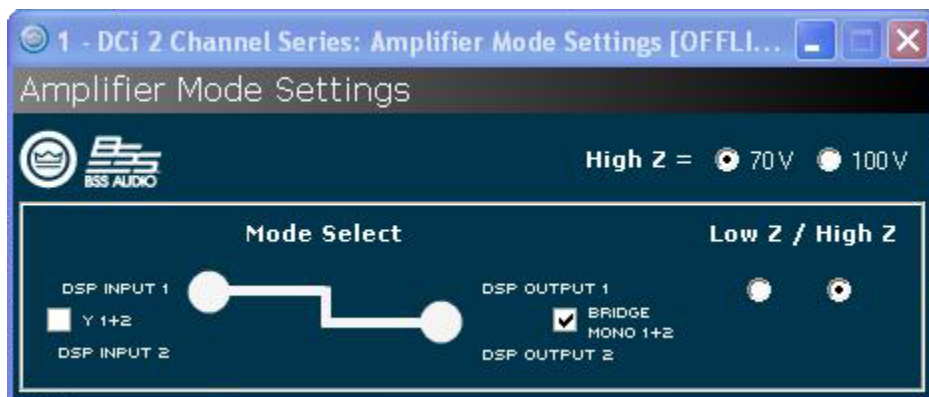 1 - DCi 2 Channel Series: Amplifier Mode Settings [OFFLI...
Amplifier Mode Settings
BSS
BSS AUDIO
High Z = 70V 100V
Mode Select
Low Z / High Z
DSP INPUT 1
Y 1+2
DSP INPUT 2
DSP OUTPUT 1
BRIDGE
MONO 1+2
DSP OUTPUT 2